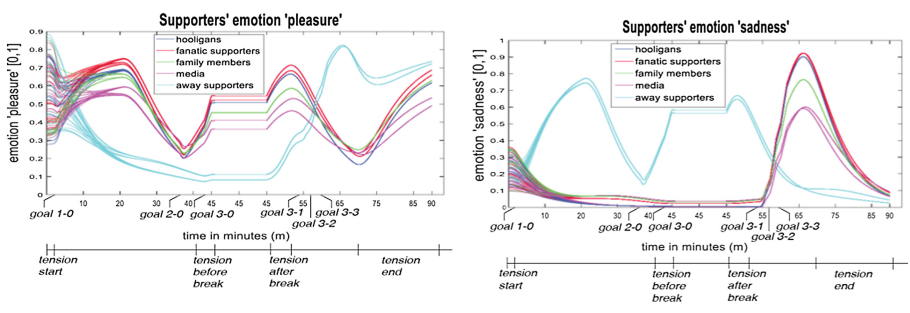 Supporters' emotion 'pleasure'
emotion 'pleasure' [0,1]
0.9
0.8
0.7
0.6
0.5
0.4
0.3
0.2
0.1
0
hooligans
fanatic supporters
family members
media
away supporters
10 20 30 40 45 45 45 55 65 75 85 90
goal 1-0 goal 2-0 goal 3-0 goal 3-1 goal 3-3
goal 3-2
time in minutes (m)
tension start
tension before break
tension after break
tension end
Supporters' emotion 'sadness'
emotion 'sadness' [0,1]
1
0.9
0.8
0.7
0.6
0.5
0.4
0.3
0.2
0.1
0
hooligans
fanatic supporters
family members
media
away supporters
10 20 30 40 45 45 45 55 65 75 85 90
goal 1-0 goal 2-0 goal 3-0 goal 3-1 goal 3-3
goal 3-2
time in minutes (m)
tension start
tension before break
tension after break
tension end